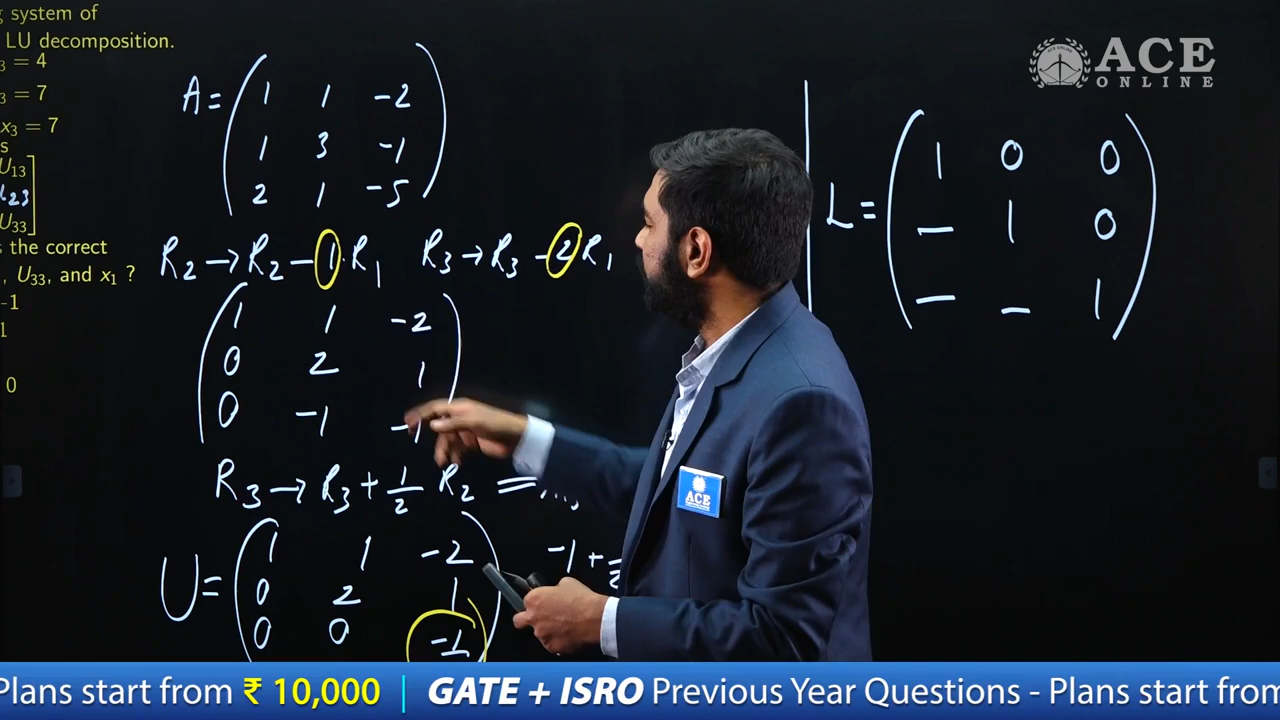 g system of
LU decomposition.
3 = 4
3 = 7
x3 = 7
s
U13
u23
U33
s the correct
, U33, and x1 ?
-1
1
0
A = ( 1 1 -2
1 3 -1
2 1 -5 )
R2 → R2 - 1·R1 R3 → R3 - 2R1
( 1 1 -2
0 2 1
0 -1 -1 )
R3 → R3 + 1/2 R2 =
U = ( 1 1 -2
0 2 1
0 0 -1 )
-1 +
L = ( 1 0 0
– 1 0
– – 1 )
ACE
ONLINE
ACE
Plans start from ₹ 10,000 | GATE + ISRO Previous Year Questions - Plans start from